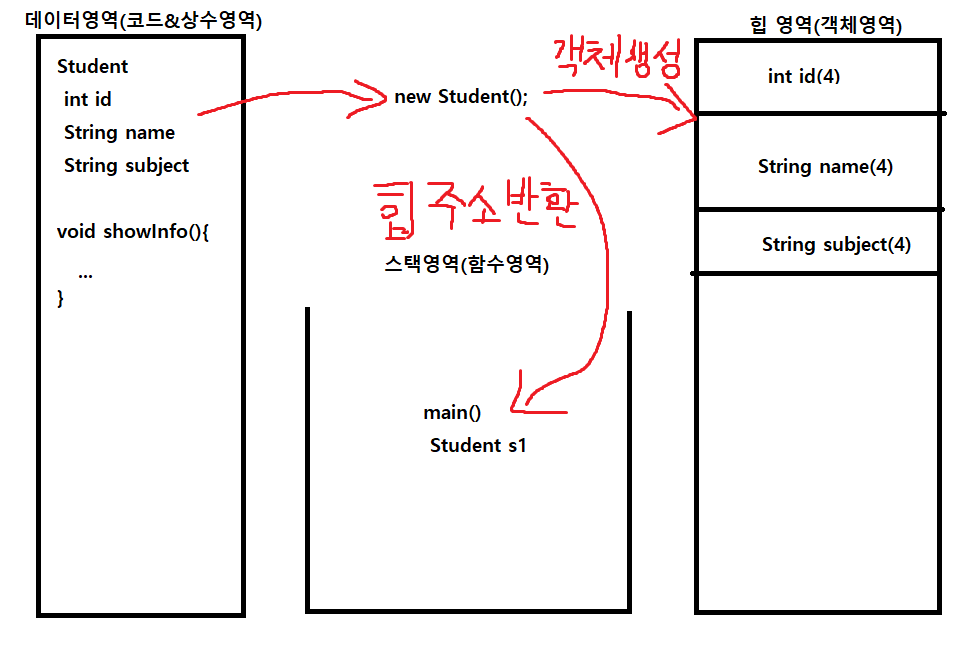 데이터영역(코드&상수영역)
Student
int id
String name
String subject
void showInfo(){
...
}
new Student();
객체생성
힙 주소반환
스택영역(함수영역)
main()
Student s1
힙 영역(객체영역)
int id(4)
String name(4)
String subject(4)